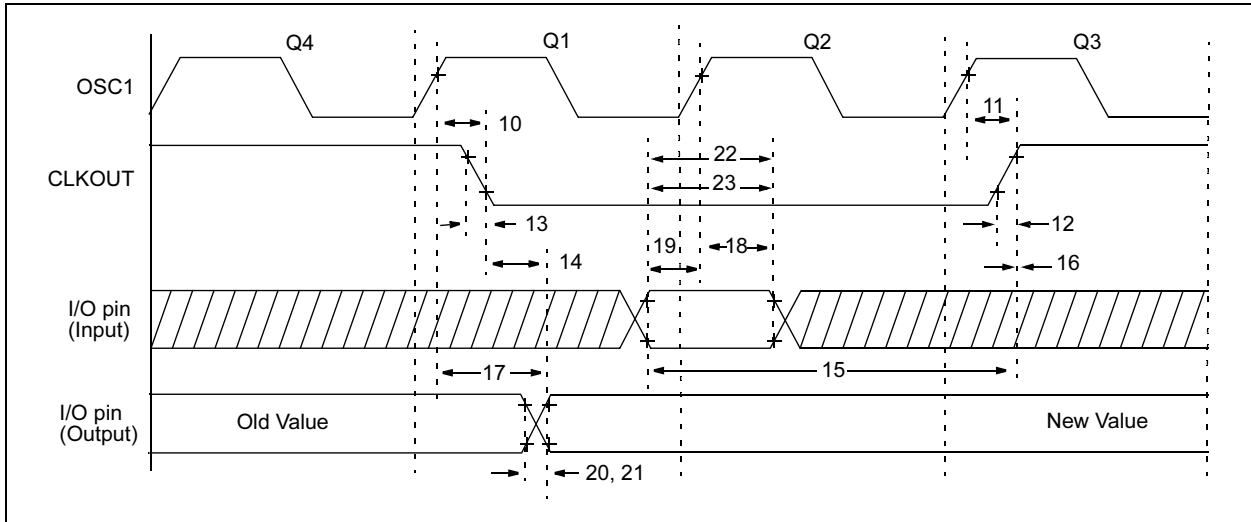 Q4 Q1 Q2 Q3
OSC1
10 11
22
CLKOUT
23
13 12
19 18
14 16
I/O pin
(Input)
17 15
I/O pin
(Output)
Old Value New Value
20, 21